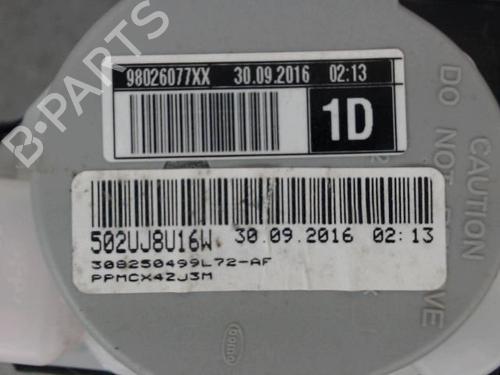 98026077XX 30.09.2016 02:13
1D
502UJ8U16W 30.09.2016 02:13
308250499L72-AF
PPMCX42J3M
CAUTION
DO NOT
B-PARTS